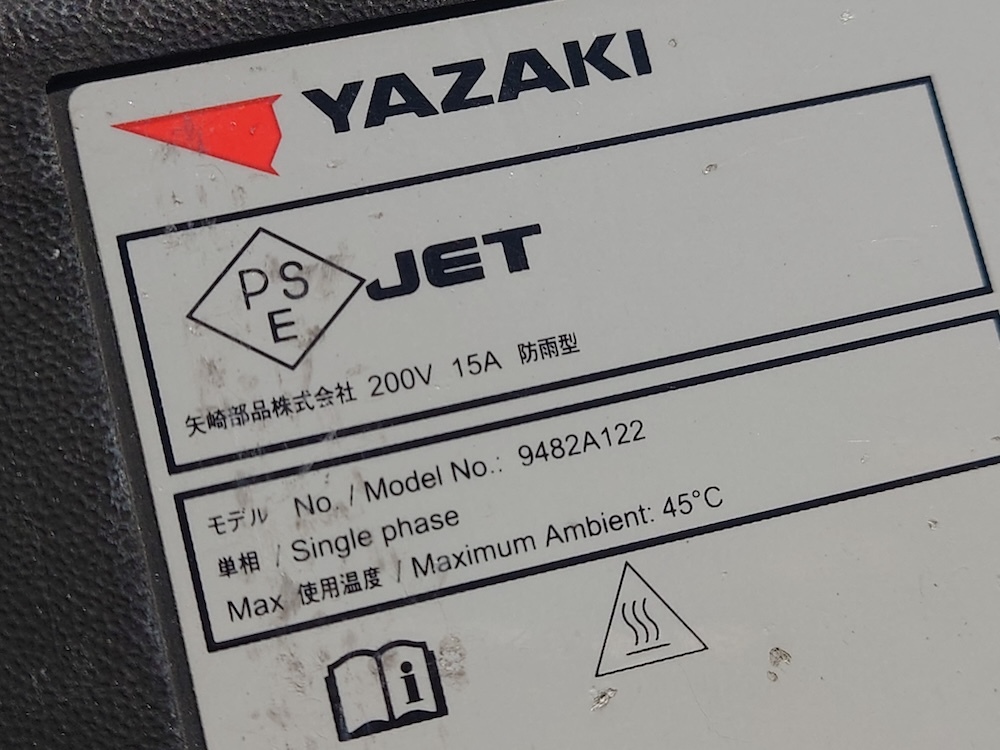 YAZAKI
PS
E
JET
矢崎部品株式会社 200V 15A 防雨型
モデル No. / Model No.: 9482A122
単相 / Single phase
Max 使用温度 / Maximum Ambient: 45°C
i